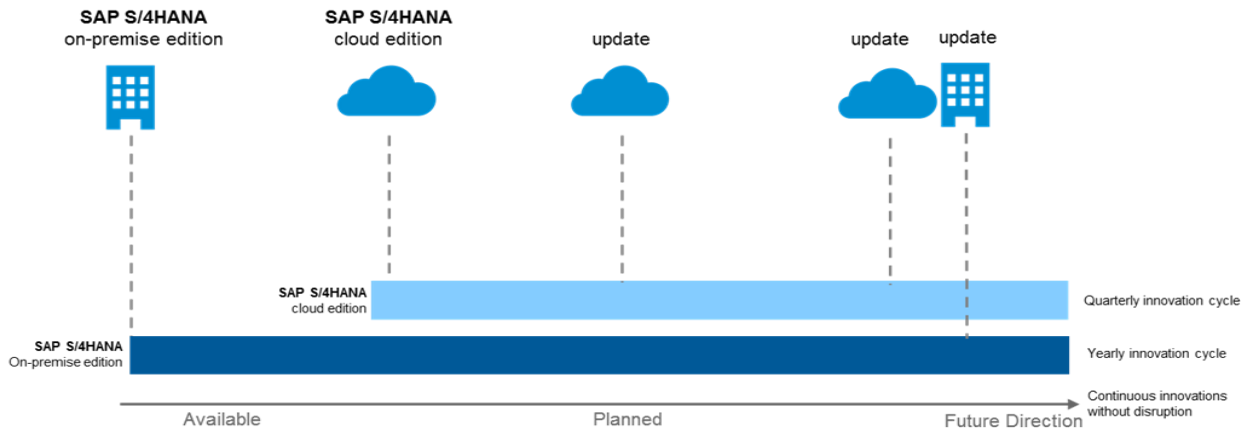 SAP S/4HANA
on-premise edition
SAP S/4HANA
cloud edition
update
update
update
SAP S/4HANA
cloud edition
Quarterly innovation cycle
SAP S/4HANA
On-premise edition
Yearly innovation cycle
Continuous innovations
without disruption
Available
Planned
Future Direction